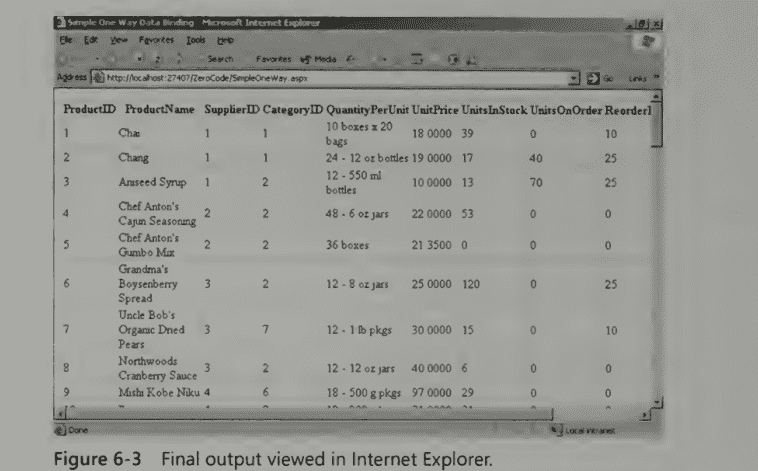 Simple One Way Data Binding Microsoft Internet Explorer
File Edit View Favorites Tools Help
Search Favorites Media
Address http://localhost:27407/ZeroCode/SimpleOneWay.aspx Go Links »
ProductID ProductName SupplierID CategoryID QuantityPerUnit UnitPrice UnitsInStock UnitsOnOrder Reorder
1 Chai 1 1 10 boxes x 20 bags 18 0000 39 0 10
2 Chang 1 1 24 - 12 oz bottles 19 0000 17 40 25
3 Aniseed Syrup 1 2 12 - 550 ml bottles 10 0000 13 70 25
4 Chef Anton's Cajun Seasoning 2 2 48 - 6 oz jars 22 0000 53 0 0
5 Chef Anton's Gumbo Mix 2 2 36 boxes 21 3500 0 0 0
6 Grandma's Boysenberry Spread 3 2 12 - 8 oz jars 25 0000 120 0 25
7 Uncle Bob's Organic Dried Pears 3 7 12 - 1 lb pkgs 30 0000 15 0 10
8 Northwoods Cranberry Sauce 3 2 12 - 12 oz jars 40 0000 6 0 0
9 Mishi Kobe Niku 4 6 18 - 500 g pkgs 97 0000 29 0 0
Done Local intranet
Figure 6-3 Final output viewed in Internet Explorer.